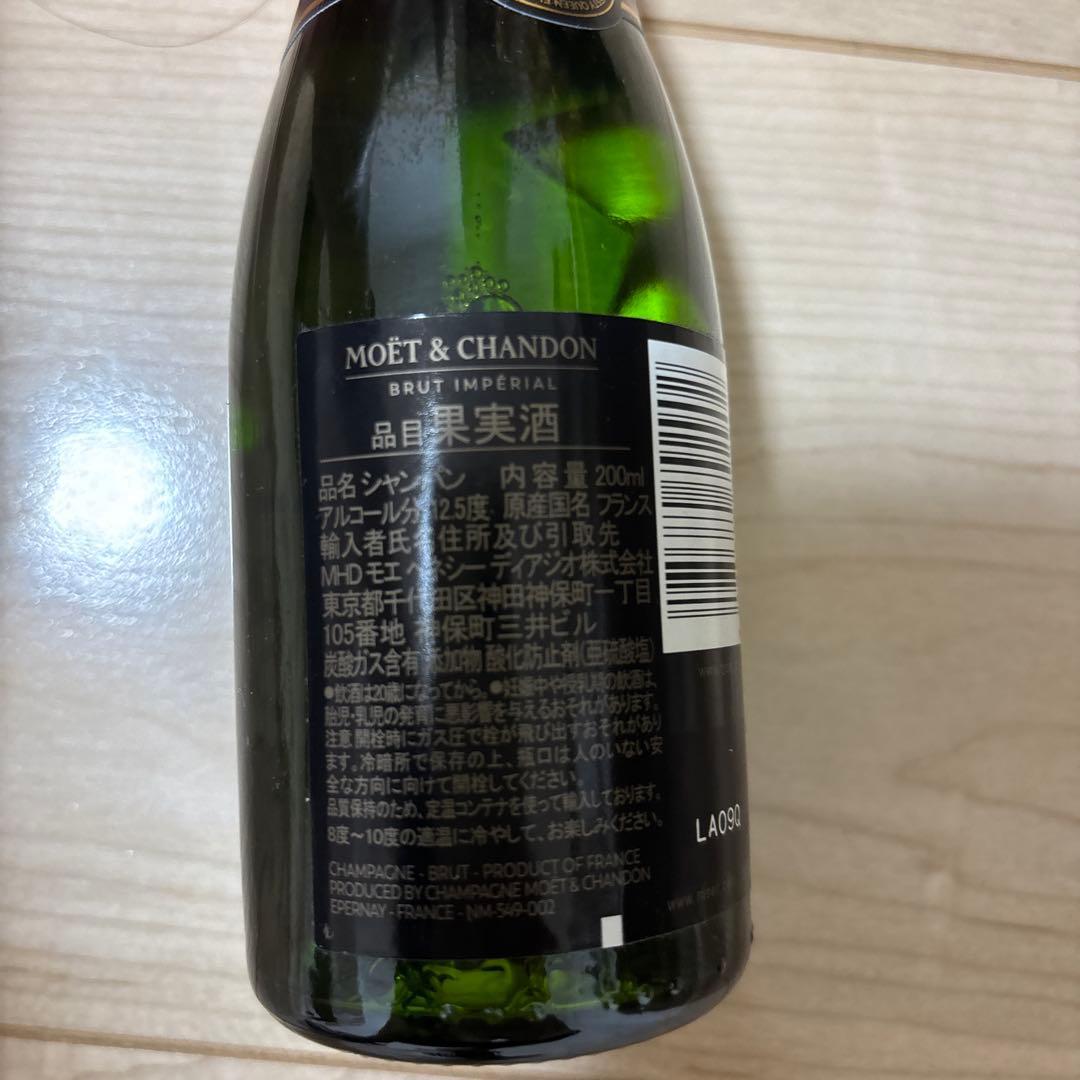 TY QUEEN E
MOËT & CHANDON
BRUT IMPÉRIAL
品目果実酒
品名 シャンペン 内容量 200ml
アルコール分 12.5度 原産国名 フランス
輸入者氏名住所及び引取先
MHD モエ ヘネシー ディアジオ株式会社
東京都千代田区神田神保町一丁目
105番地 神保町三井ビル
炭酸ガス含有 添加物 酸化防止剤(亜硫酸塩)
●飲酒は20歳になってから。●妊娠中や授乳期の飲酒は、
胎児・乳児の発育に悪影響を与えるおそれがあります。
注意 開栓時にガス圧で栓が飛び出すおそれがあり
ます。冷暗所で保存の上、瓶口は人のいない安
全な方向に向けて開栓してください。
品質保持のため、定温コンテナを使って輸入しております。
8度〜10度の適温に冷やして、お楽しみください。
CHAMPAGNE - BRUT - PRODUCT OF FRANCE
PRODUCED BY CHAMPAGNE MOËT & CHANDON
EPERNAY - FRANCE - NM-549-002
LA09Q
www.